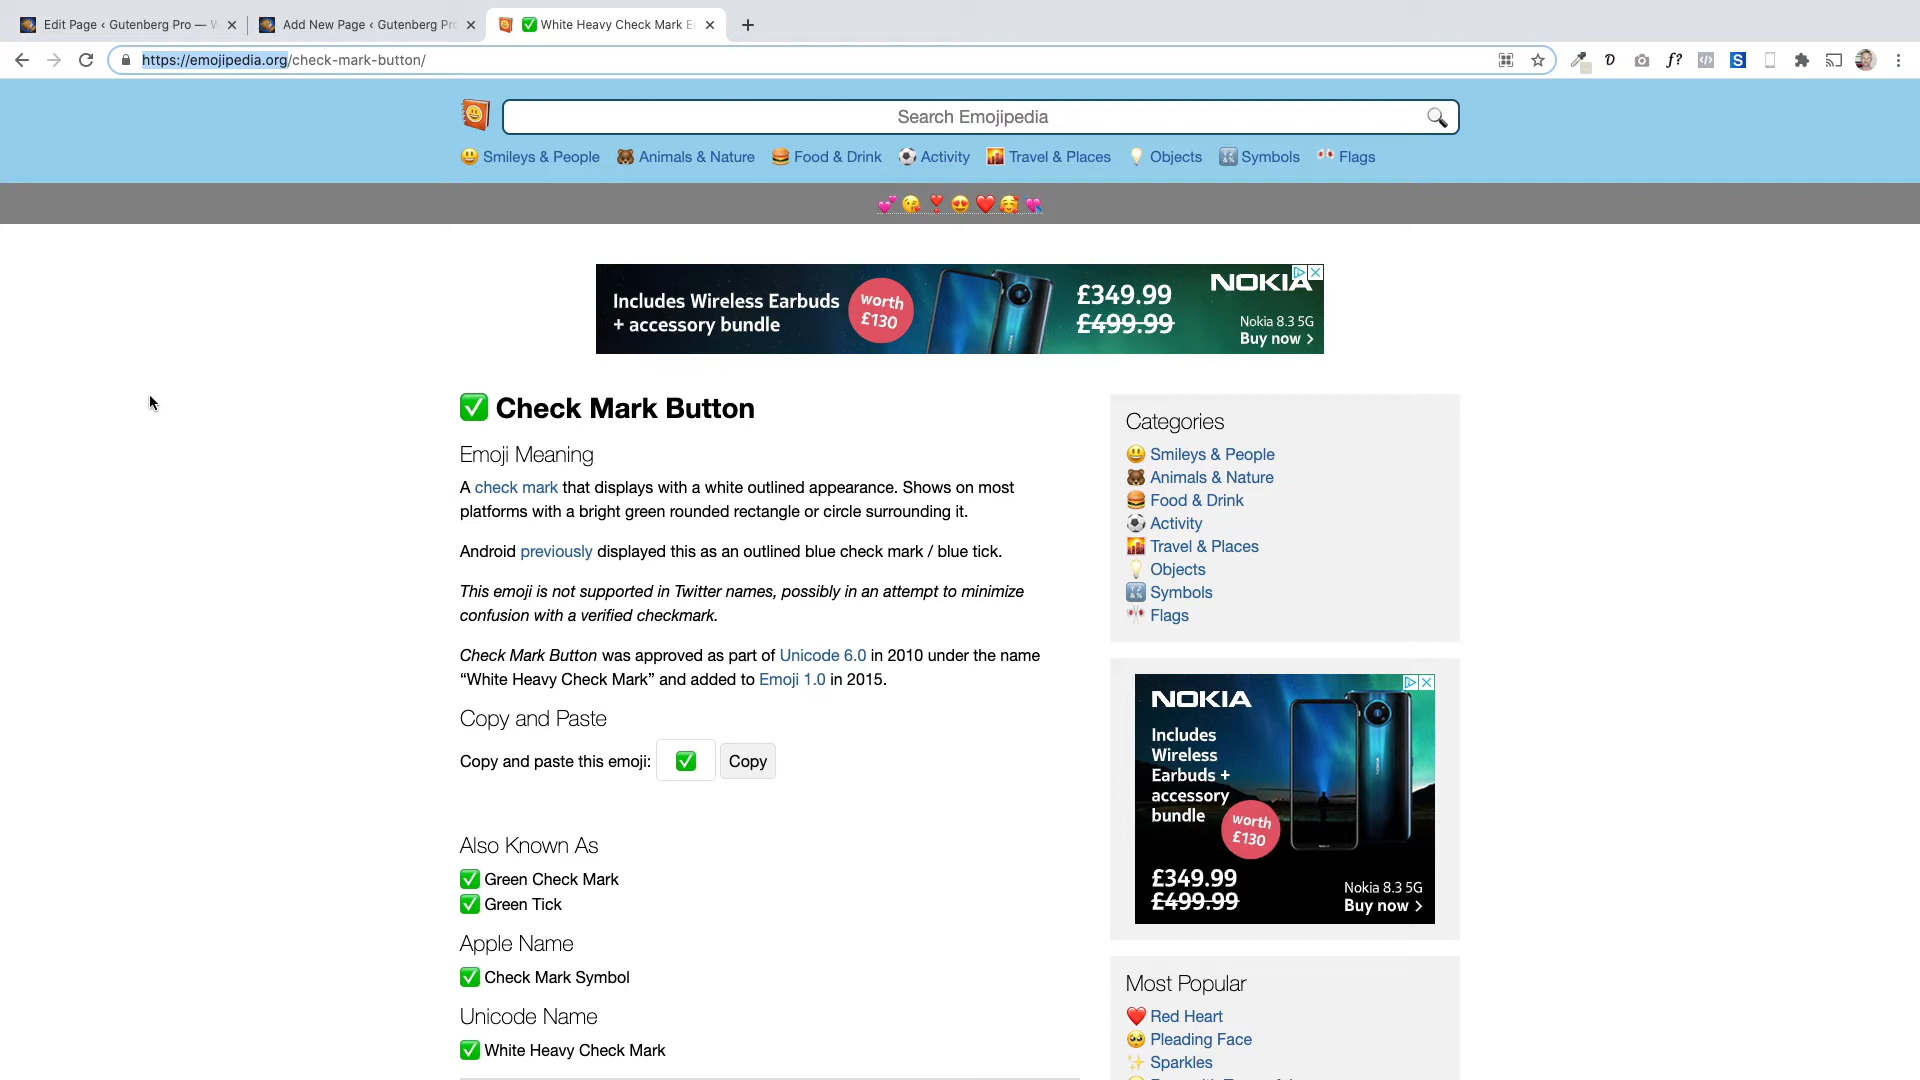 Edit Page ‹ Gutenberg Pro — W
Add New Page ‹ Gutenberg Pro
✅ White Heavy Check Mark E
https://emojipedia.org/check-mark-button/
Search Emojipedia
Smileys & People
Animals & Nature
Food & Drink
Activity
Travel & Places
Objects
Symbols
Flags
Includes Wireless Earbuds
+ accessory bundle
worth
£130
£349.99
£499.99
NOKIA
Nokia 8.3 5G
Buy now >
✅ Check Mark Button
Emoji Meaning
A check mark that displays with a white outlined appearance. Shows on most
platforms with a bright green rounded rectangle or circle surrounding it.
Android previously displayed this as an outlined blue check mark / blue tick.
This emoji is not supported in Twitter names, possibly in an attempt to minimize
confusion with a verified checkmark.
Check Mark Button was approved as part of Unicode 6.0 in 2010 under the name
“White Heavy Check Mark” and added to Emoji 1.0 in 2015.
Copy and Paste
Copy and paste this emoji: ✅ Copy
Also Known As
✅ Green Check Mark
✅ Green Tick
Apple Name
✅ Check Mark Symbol
Unicode Name
✅ White Heavy Check Mark
Categories
Smileys & People
Animals & Nature
Food & Drink
Activity
Travel & Places
Objects
Symbols
Flags
NOKIA
Includes
Wireless
Earbuds +
accessory
bundle
worth
£130
£349.99
£499.99
Nokia 8.3 5G
Buy now >
Most Popular
Red Heart
Pleading Face
Sparkles